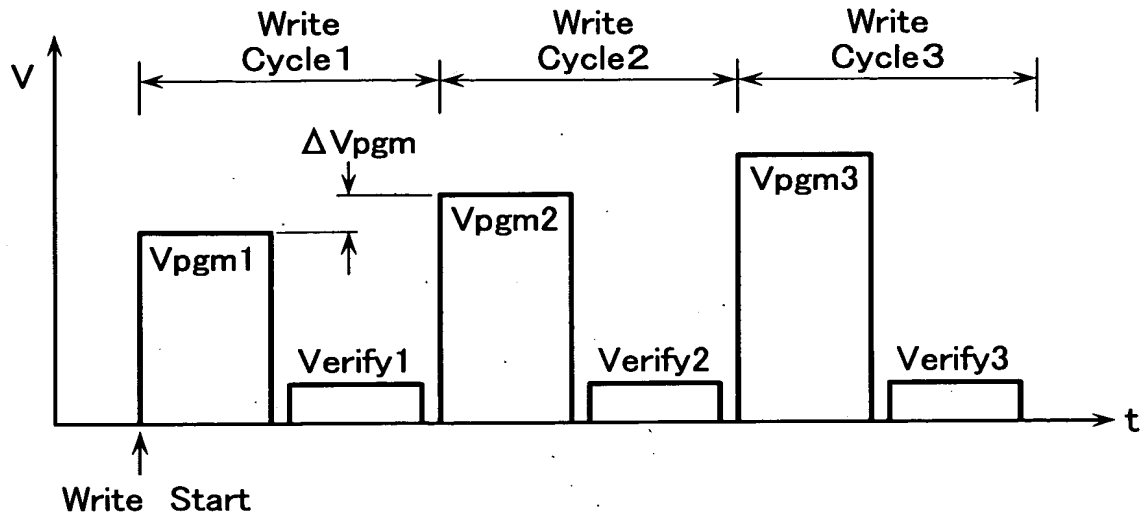 Write
Cycle1
Write
Cycle2
Write
Cycle3
V
ΔVpgm
Vpgm1
Vpgm2
Vpgm3
Verify1
Verify2
Verify3
t
Write Start